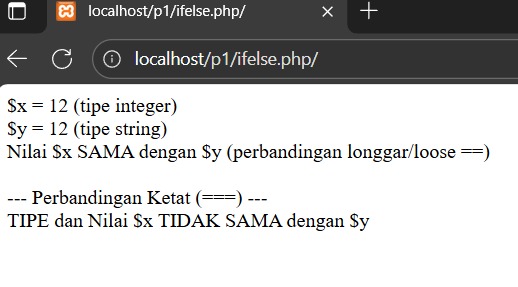 localhost/p1/ifelse.php/
localhost/p1/ifelse.php/
$x = 12 (tipe integer)
$y = 12 (tipe string)
Nilai $x SAMA dengan $y (perbandingan longgar/loose ==)
--- Perbandingan Ketat (===) ---
TIPE dan Nilai $x TIDAK SAMA dengan $y